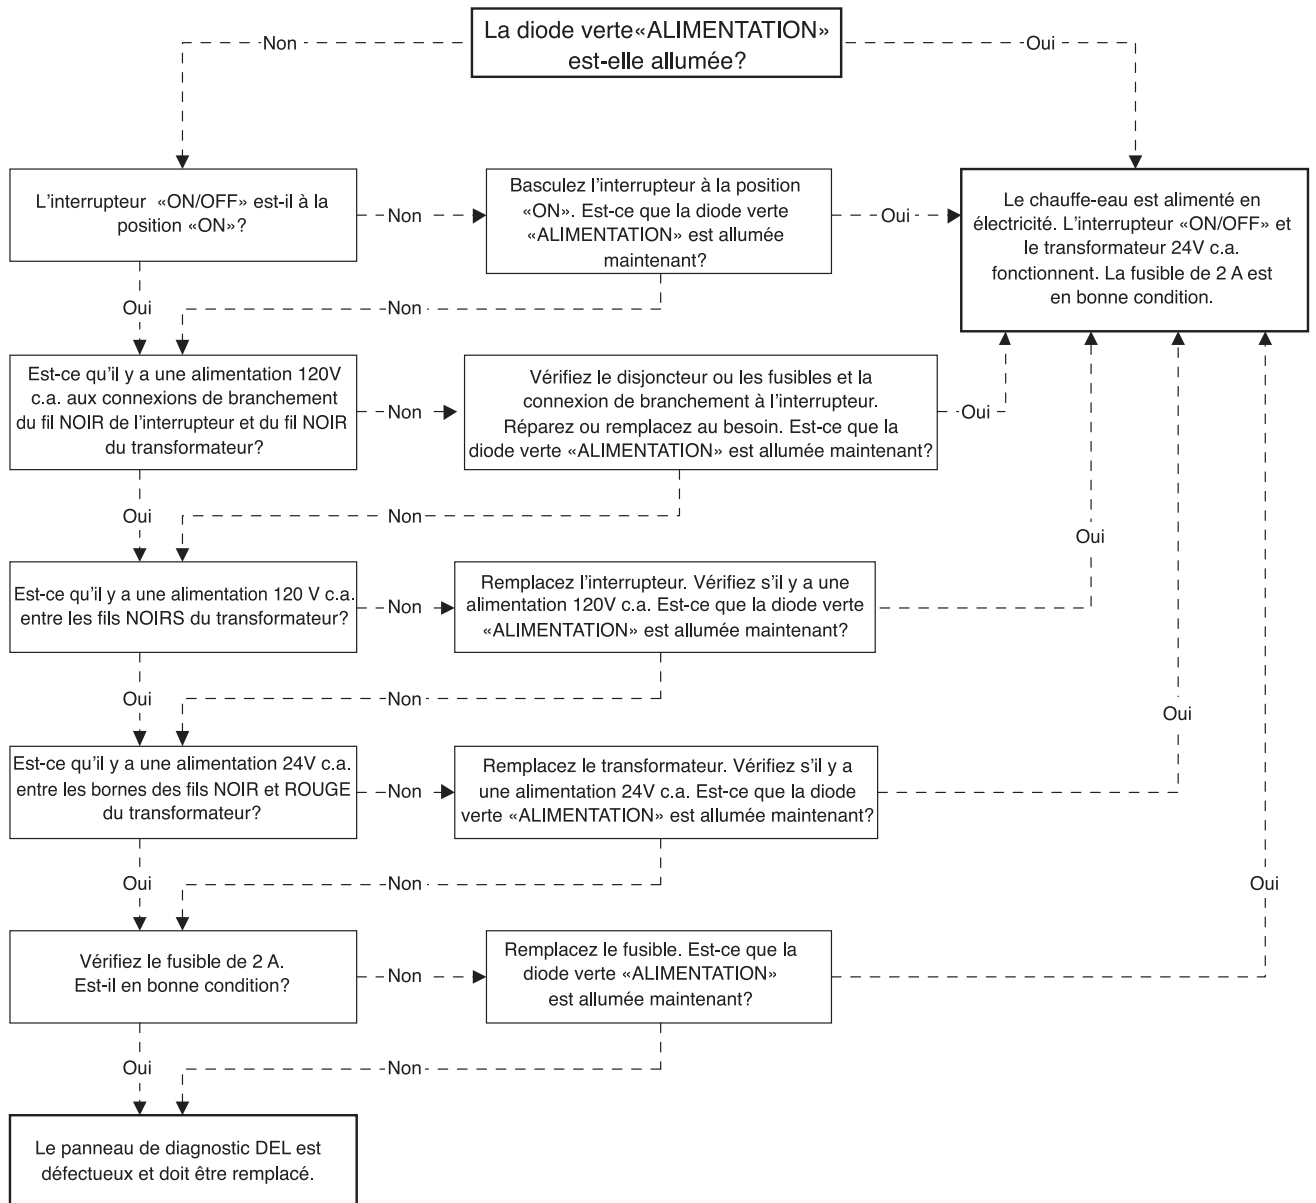 La diode verte«ALIMENTATION»
est-elle allumée?
Non
Oui
L'interrupteur «ON/OFF» est-il à la
position «ON»?
Non
Basculez l'interrupteur à la position
«ON». Est-ce que la diode verte
«ALIMENTATION» est allumée
maintenant?
Oui
Le chauffe-eau est alimenté en
électricité. L'interrupteur «ON/OFF» et
le transformateur 24V c.a.
fonctionnent. La fusible de 2 A est
en bonne condition.
Oui
Non
Est-ce qu'il y a une alimentation 120V
c.a. aux connexions de branchement
du fil NOIR de l'interrupteur et du fil NOIR
du transformateur?
Non
Vérifiez le disjoncteur ou les fusibles et la
connexion de branchement à l'interrupteur.
Réparez ou remplacez au besoin. Est-ce que la
diode verte «ALIMENTATION» est allumée maintenant?
Oui
Oui
Non
Oui
Est-ce qu'il y a une alimentation 120 V c.a.
entre les fils NOIRS du transformateur?
Non
Remplacez l'interrupteur. Vérifiez s'il y a une
alimentation 120V c.a. Est-ce que la diode verte
«ALIMENTATION» est allumée maintenant?
Oui
Non
Oui
Est-ce qu'il y a une alimentation 24V c.a.
entre les bornes des fils NOIR et ROUGE
du transformateur?
Non
Remplacez le transformateur. Vérifiez s'il y a
une alimentation 24V c.a. Est-ce que la diode
verte «ALIMENTATION» est allumée maintenant?
Oui
Non
Oui
Vérifiez le fusible de 2 A.
Est-il en bonne condition?
Non
Remplacez le fusible. Est-ce que la
diode verte «ALIMENTATION»
est allumée maintenant?
Oui
Non
Le panneau de diagnostic DEL est
défectueux et doit être remplacé.